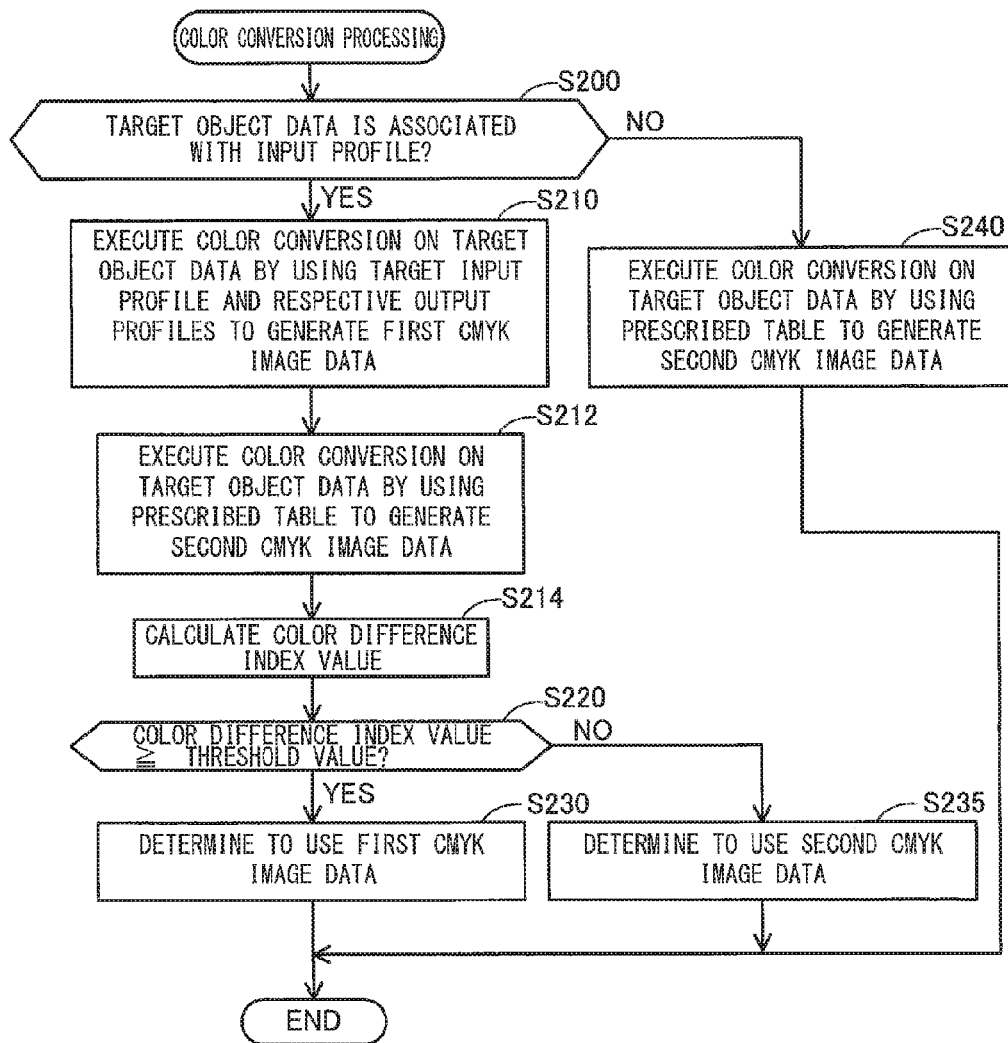 COLOR CONVERSION PROCESSING
S200
TARGET OBJECT DATA IS ASSOCIATED
WITH INPUT PROFILE?
NO
YES
S210
EXECUTE COLOR CONVERSION ON TARGET
OBJECT DATA BY USING TARGET INPUT
PROFILE AND RESPECTIVE OUTPUT
PROFILES TO GENERATE FIRST CMYK
IMAGE DATA
S240
EXECUTE COLOR CONVERSION ON
TARGET OBJECT DATA BY USING
PRESCRIBED TABLE TO GENERATE
SECOND CMYK IMAGE DATA
S212
EXECUTE COLOR CONVERSION ON
TARGET OBJECT DATA BY USING
PRESCRIBED TABLE TO GENERATE
SECOND CMYK IMAGE DATA
S214
CALCULATE COLOR DIFFERENCE
INDEX VALUE
S220
COLOR DIFFERENCE INDEX VALUE
≧ THRESHOLD VALUE?
NO
YES
S230
DETERMINE TO USE FIRST CMYK
IMAGE DATA
S235
DETERMINE TO USE SECOND CMYK
IMAGE DATA
END